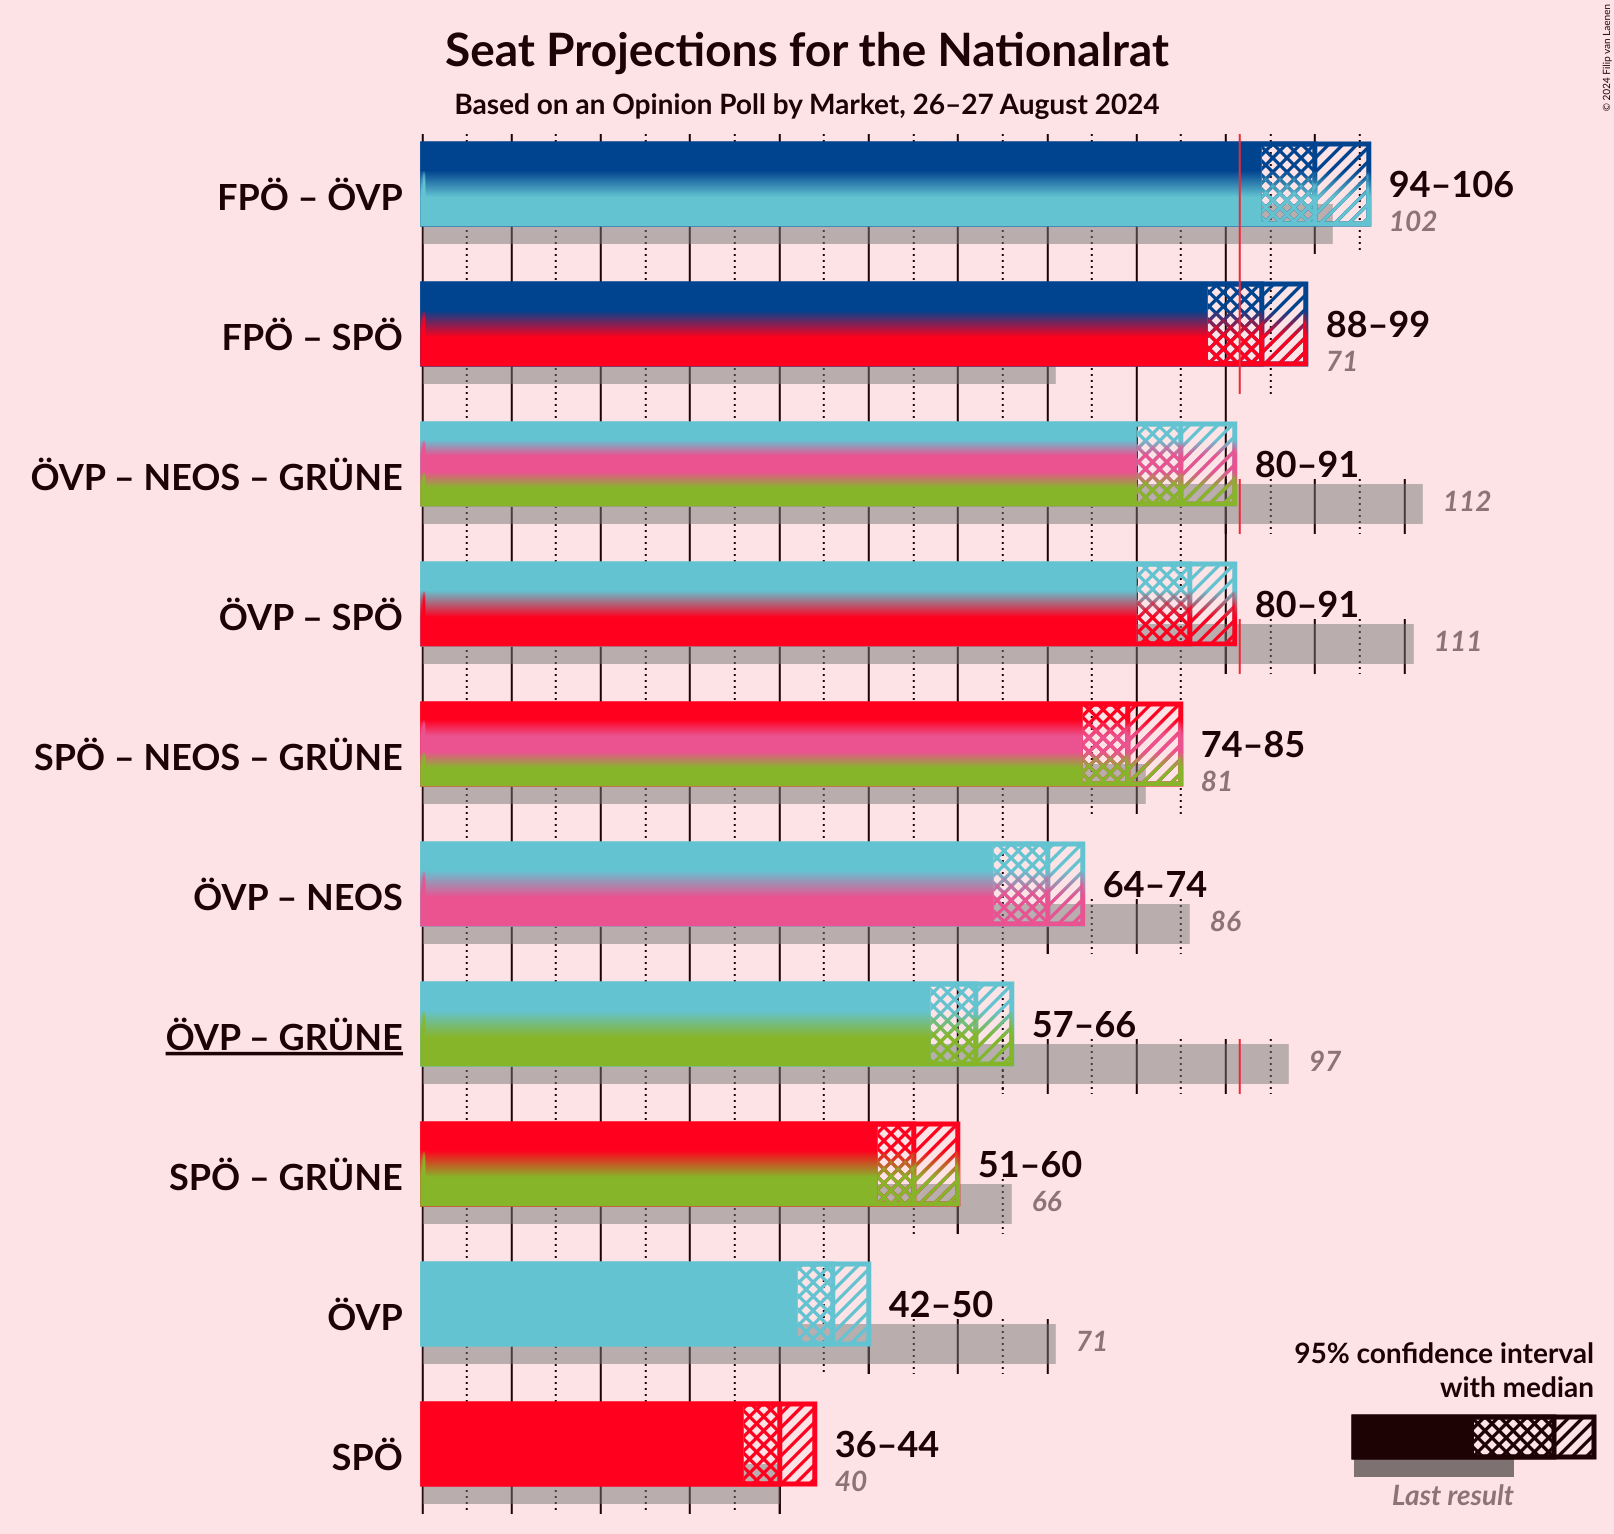 Seat Projections for the Nationalrat
Based on an Opinion Poll by Market, 26–27 August 2024
© 2024 Filip van Laenen
FPÖ – ÖVP
94–106
102
FPÖ – SPÖ
88–99
71
ÖVP – NEOS – GRÜNE
80–91
112
ÖVP – SPÖ
80–91
111
SPÖ – NEOS – GRÜNE
74–85
81
ÖVP – NEOS
64–74
86
ÖVP – GRÜNE
57–66
97
SPÖ – GRÜNE
51–60
66
ÖVP
42–50
71
SPÖ
36–44
40
95% confidence interval
with median
Last result